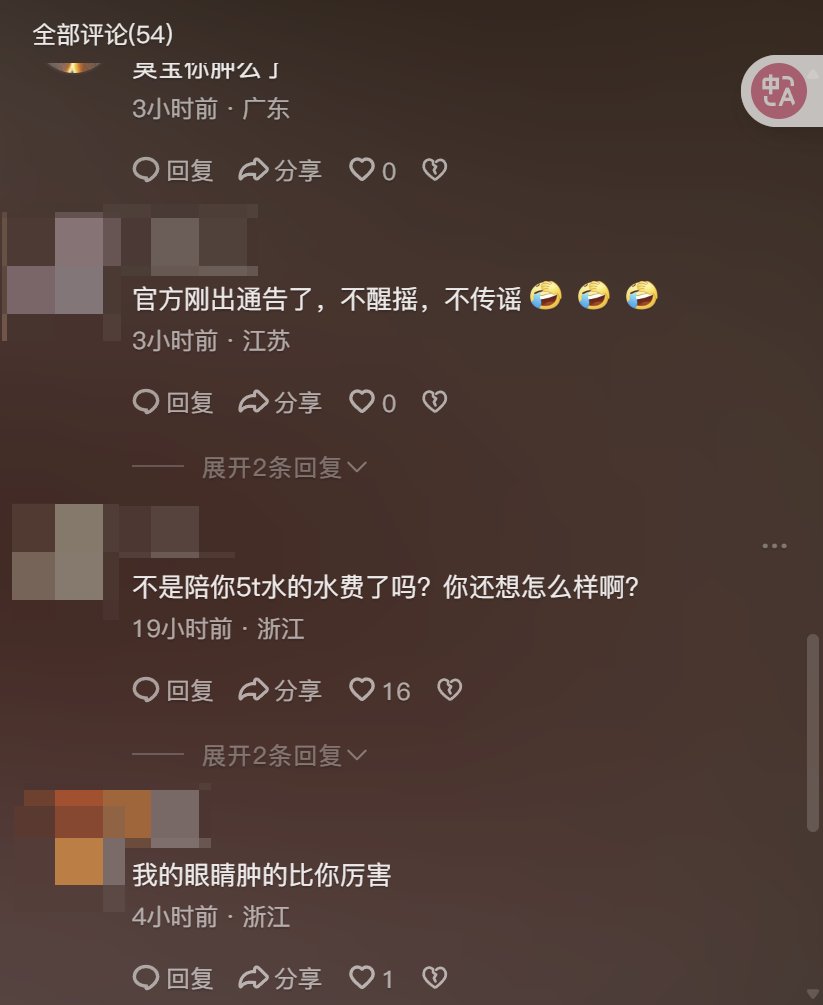 全部评论(54)
3小时前 · 广东
回复 分享 0
官方刚出通告了，不醒摇，不传谣🤣🤣🤣
3小时前 · 江苏
回复 分享 0
展开2条回复
不是陪你5t水的水费了吗？你还想怎么样啊？
19小时前 · 浙江
回复 分享 16
展开2条回复
我的眼睛肿的比你厉害
4小时前 · 浙江
回复 分享 1